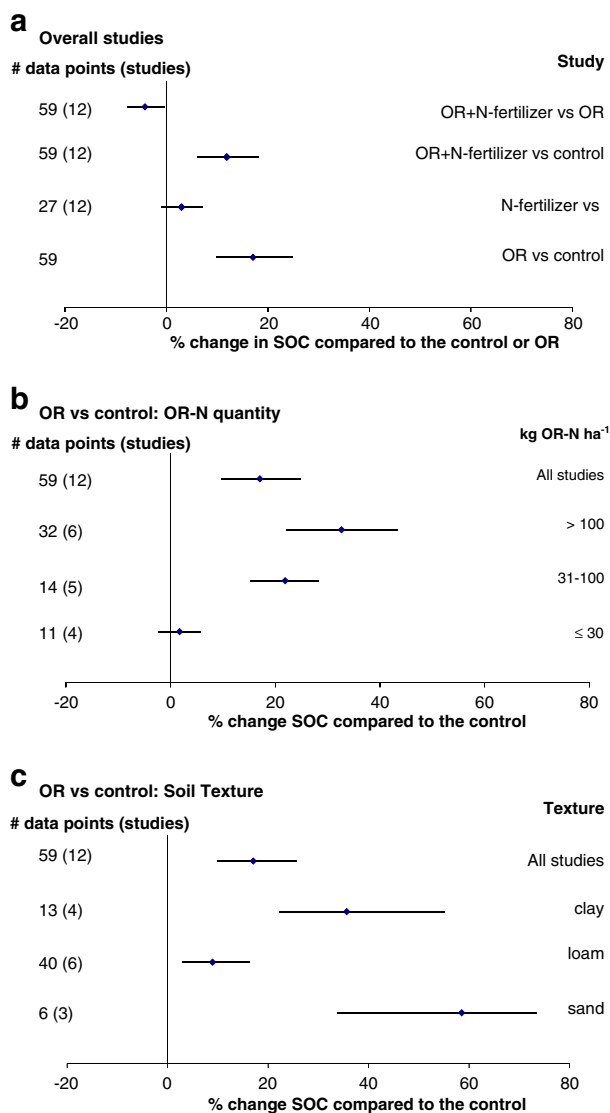 a
Overall studies
# data points (studies)
Study
59 (12)
OR+N-fertilizer vs OR
59 (12)
OR+N-fertilizer vs control
27 (12)
N-fertilizer vs
59
OR vs control
-20 0 20 40 60 80
% change in SOC compared to the control or OR
b
OR vs control: OR-N quantity
# data points (studies)
kg OR-N ha-1
59 (12)
All studies
32 (6)
> 100
14 (5)
31-100
11 (4)
≤ 30
-20 0 20 40 60 80
% change SOC compared to the control
c
OR vs control: Soil Texture
# data points (studies)
Texture
59 (12)
All studies
13 (4)
clay
40 (6)
loam
6 (3)
sand
-20 0 20 40 60 80
% change SOC compared to the control